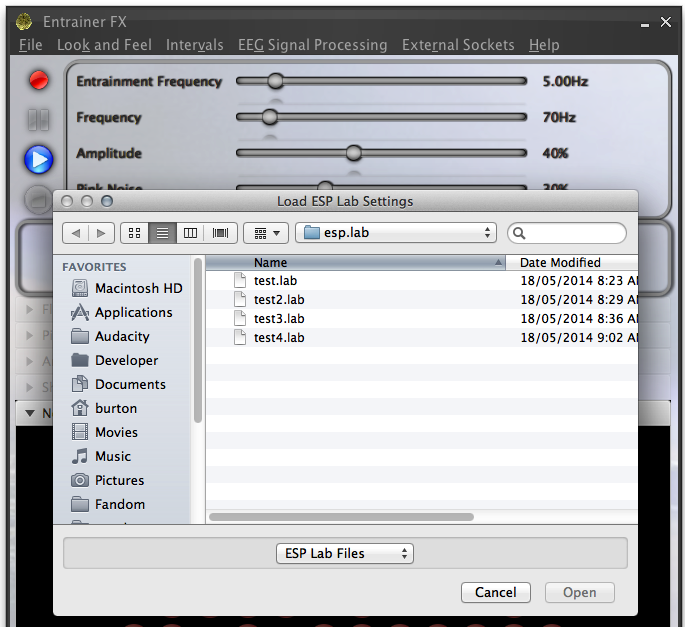 Entrainer FX
File Look and Feel Intervals EEG Signal Processing External Sockets Help
Entrainment Frequency 5.00Hz
Frequency 70Hz
Amplitude 40%
Pink Noise 30%
Load ESP Lab Settings
esp.lab
FAVORITES
Name Date Modified
Macintosh HD
test.lab 18/05/2014 8:23 A
Applications
test2.lab 18/05/2014 8:29 A
Audacity
test3.lab 18/05/2014 8:36 A
Developer
test4.lab 18/05/2014 9:02 A
Documents
burton
Movies
Music
Pictures
Fandom
ESP Lab Files
Cancel Open